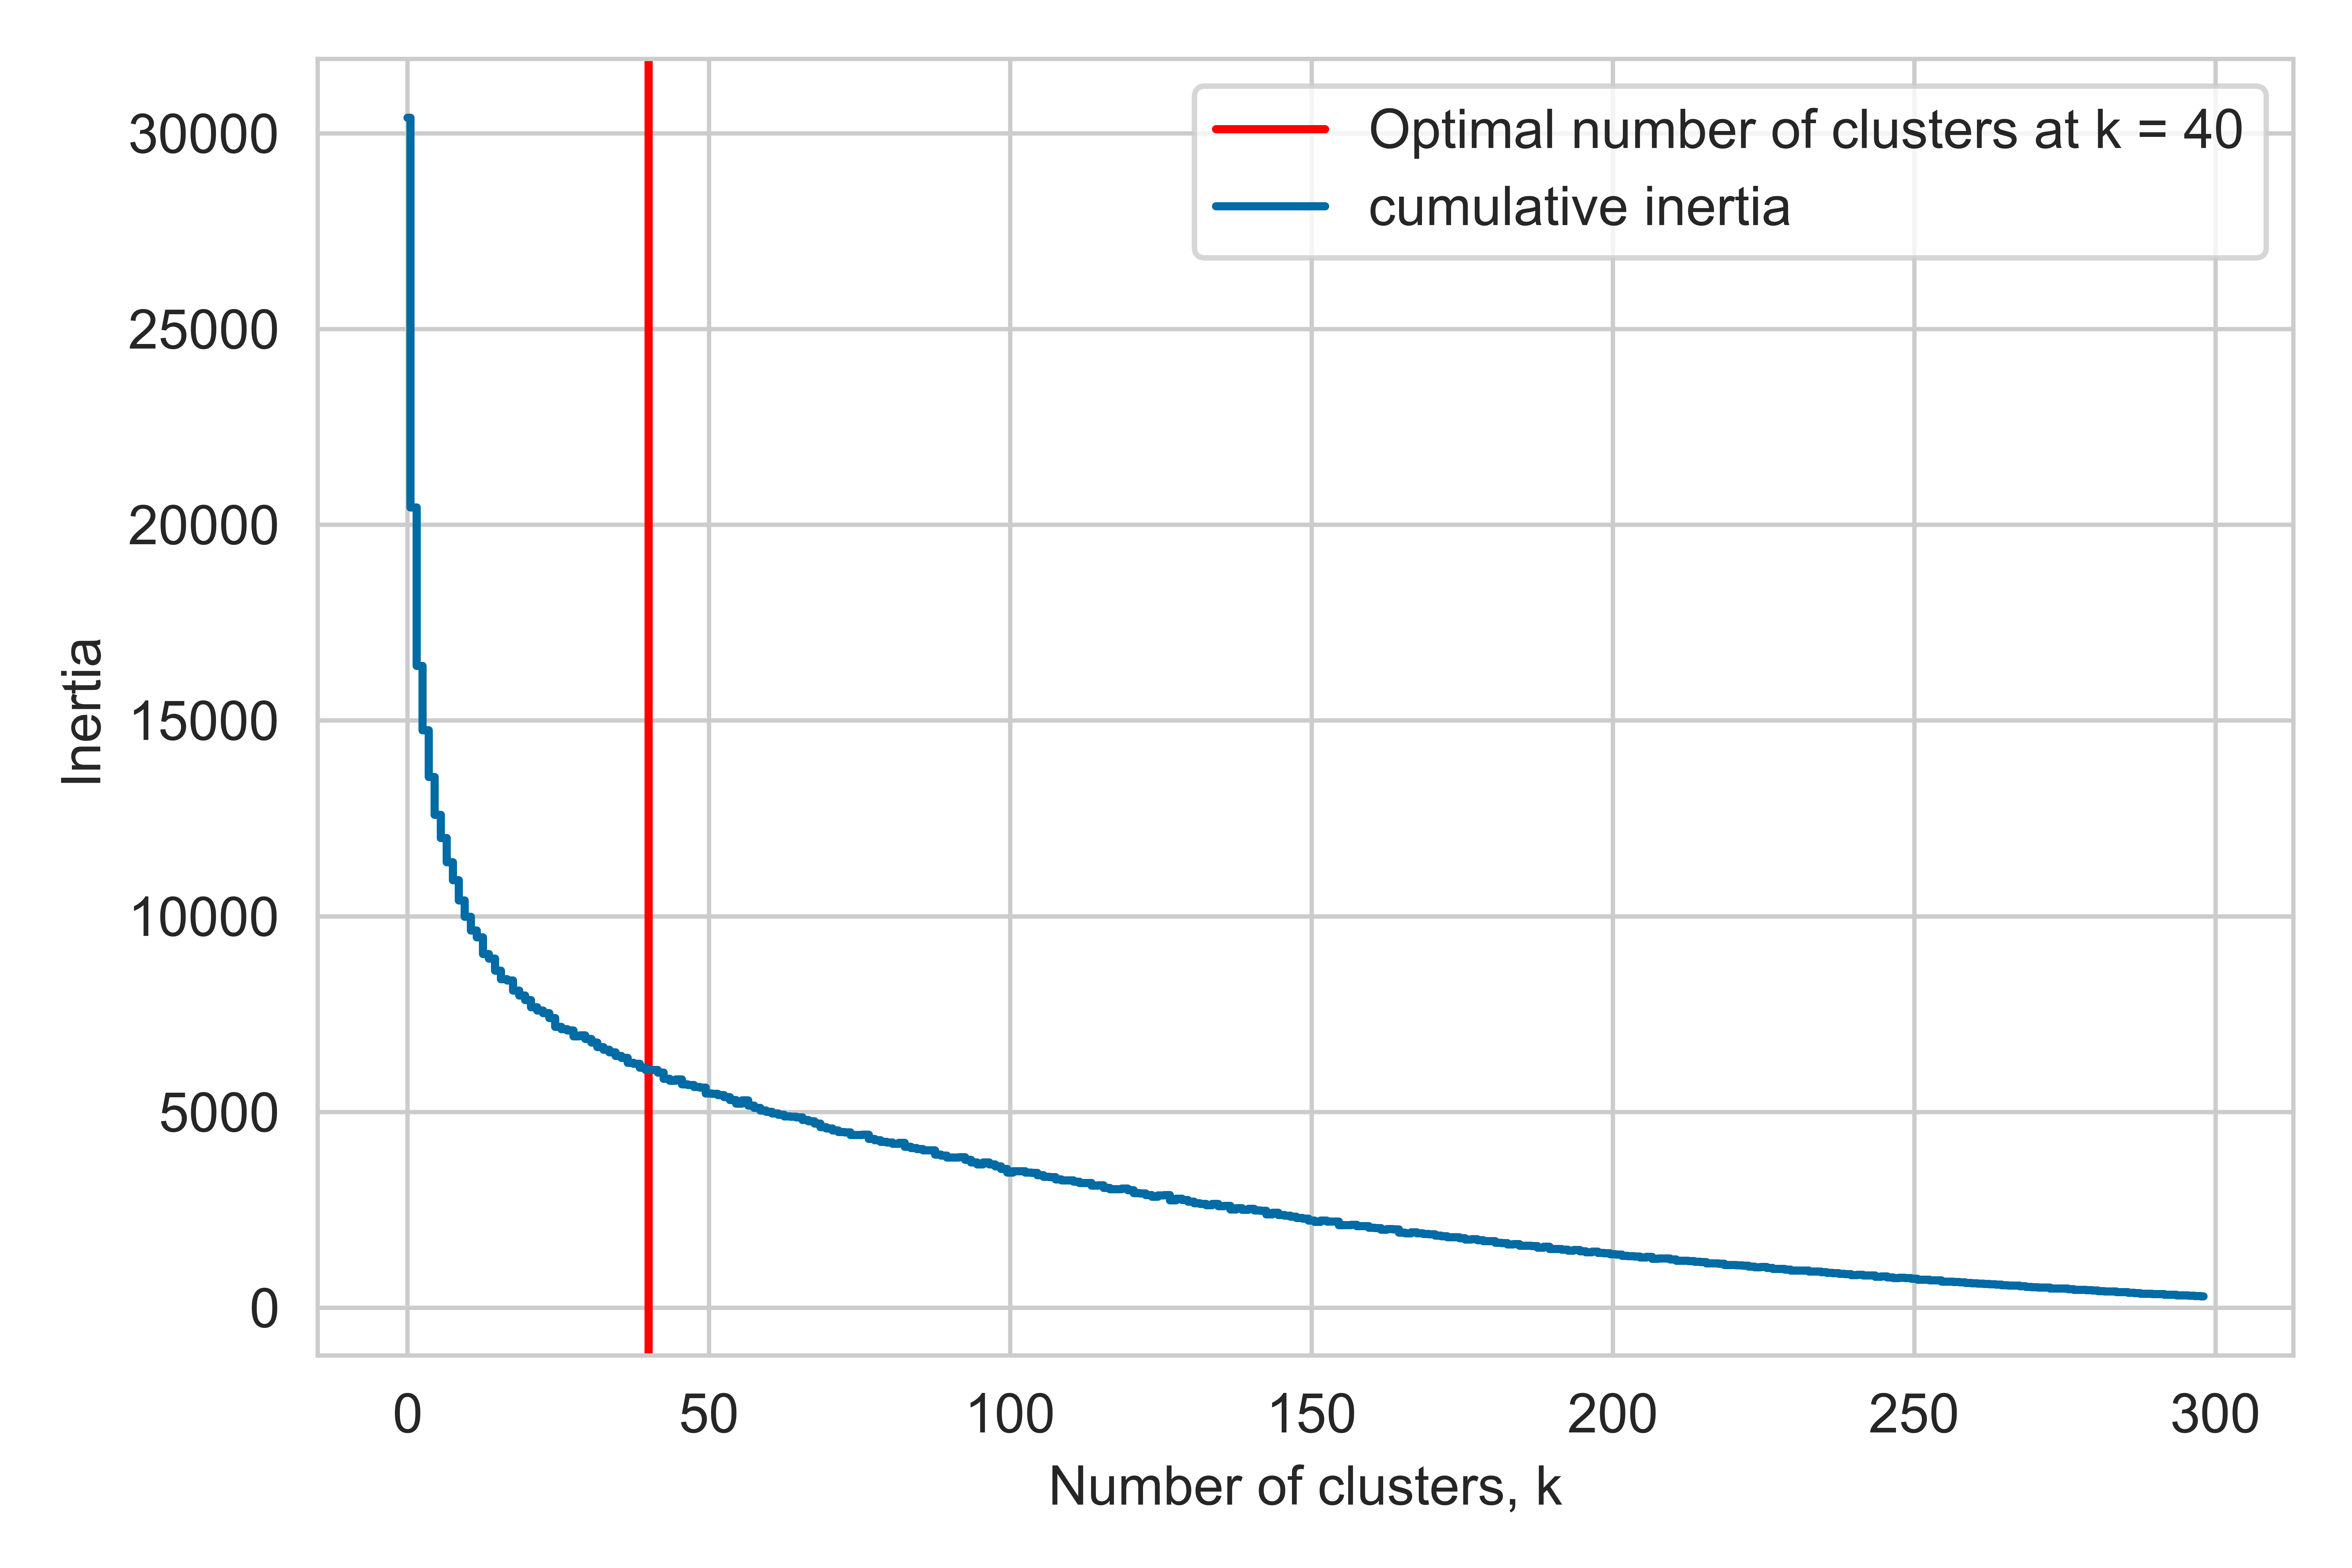 Optimal number of clusters at k = 40
cumulative inertia
30000
25000
20000
15000
10000
5000
0
Inertia
0 50 100 150 200 250 300
Number of clusters, k